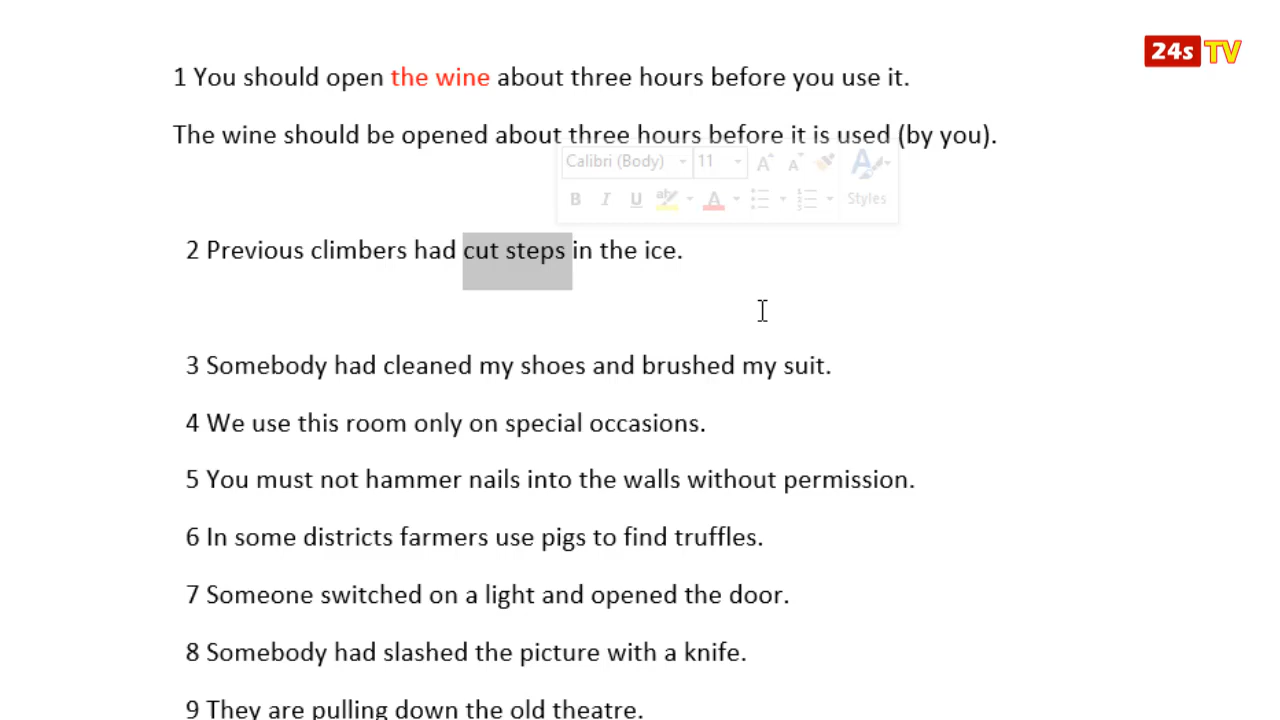 24s TV
1 You should open the wine about three hours before you use it.
The wine should be opened about three hours before it is used (by you).
Calibri (Body) 11 A A A
B I U aby A Styles
2 Previous climbers had cut steps in the ice.
3 Somebody had cleaned my shoes and brushed my suit.
4 We use this room only on special occasions.
5 You must not hammer nails into the walls without permission.
6 In some districts farmers use pigs to find truffles.
7 Someone switched on a light and opened the door.
8 Somebody had slashed the picture with a knife.
9 They are pulling down the old theatre.